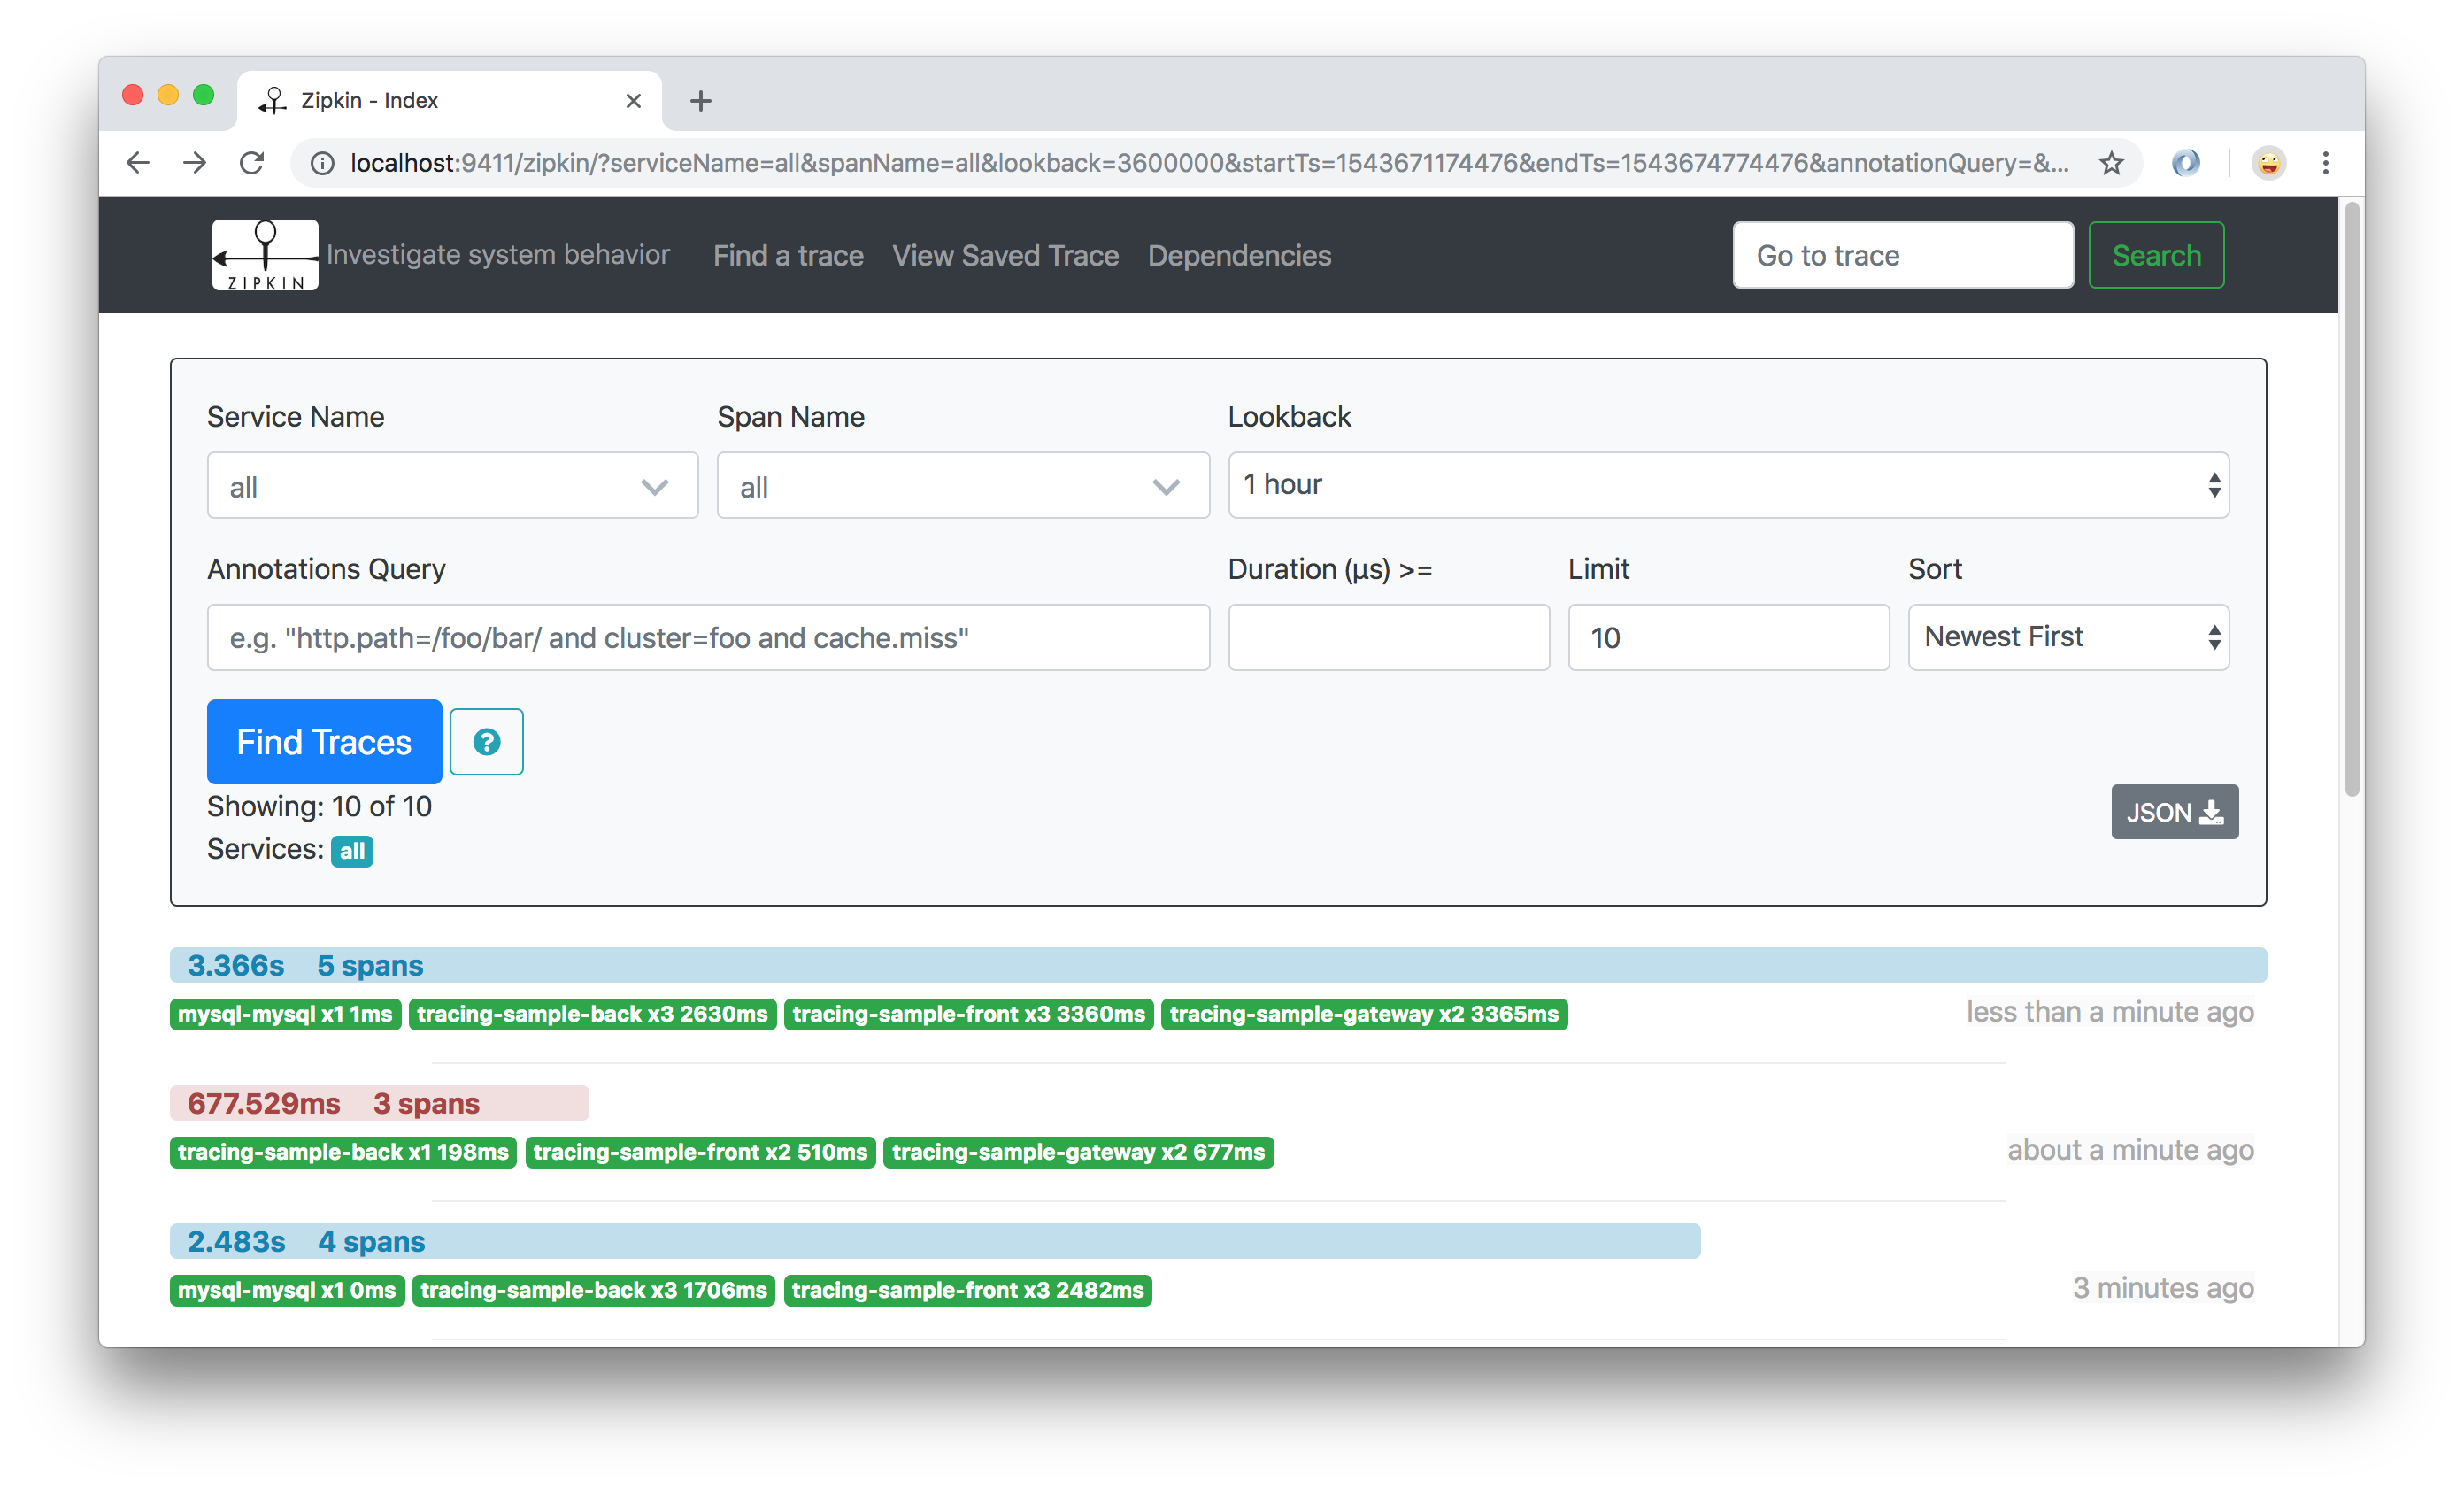 Zipkin - Index
localhost:9411/zipkin/?serviceName=all&spanName=all&lookback=3600000&startTs=1543671174476&endTs=1543674774476&annotationQuery=&...
ZIPKIN Investigate system behavior Find a trace View Saved Trace Dependencies Go to trace Search
Service Name Span Name Lookback
all all 1 hour
Annotations Query Duration (µs) >= Limit Sort
e.g. "http.path=/foo/bar/ and cluster=foo and cache.miss" 10 Newest First
Find Traces ?
Showing: 10 of 10
JSON
Services: all
3.366s 5 spans
mysql-mysql x1 1ms tracing-sample-back x3 2630ms tracing-sample-front x3 3360ms tracing-sample-gateway x2 3365ms less than a minute ago
677.529ms 3 spans
tracing-sample-back x1 198ms tracing-sample-front x2 510ms tracing-sample-gateway x2 677ms about a minute ago
2.483s 4 spans
mysql-mysql x1 0ms tracing-sample-back x3 1706ms tracing-sample-front x3 2482ms 3 minutes ago